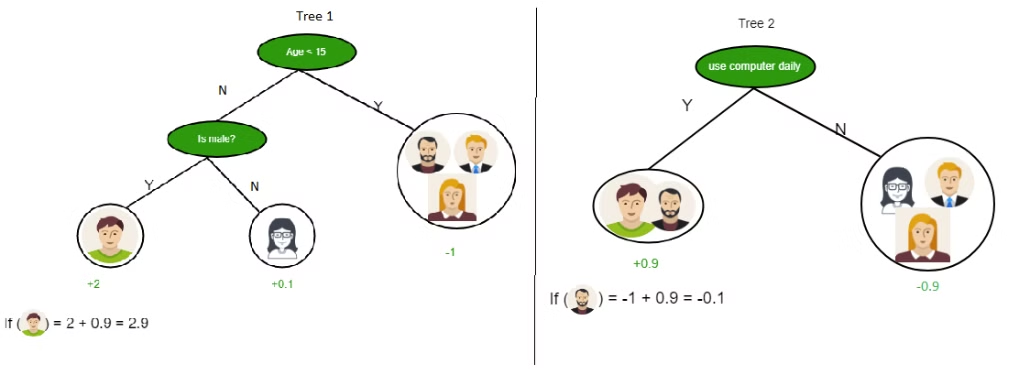 Tree 1
Age < 15
N
Y
Is male?
Y
N
+2
+0.1
-1
If ( ) = 2 + 0.9 = 2.9
Tree 2
use computer daily
Y
N
+0.9
-0.9
If ( ) = -1 + 0.9 = -0.1